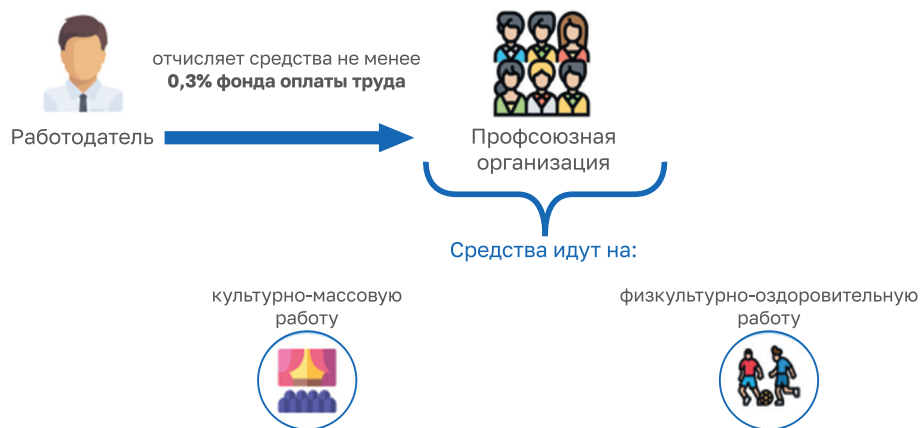 отчисляет средства не менее
0,3% фонда оплаты труда
Работодатель
Профсоюзная
организация
Средства идут на:
культурно-массовую
работу
физкультурно-оздоровительную
работу